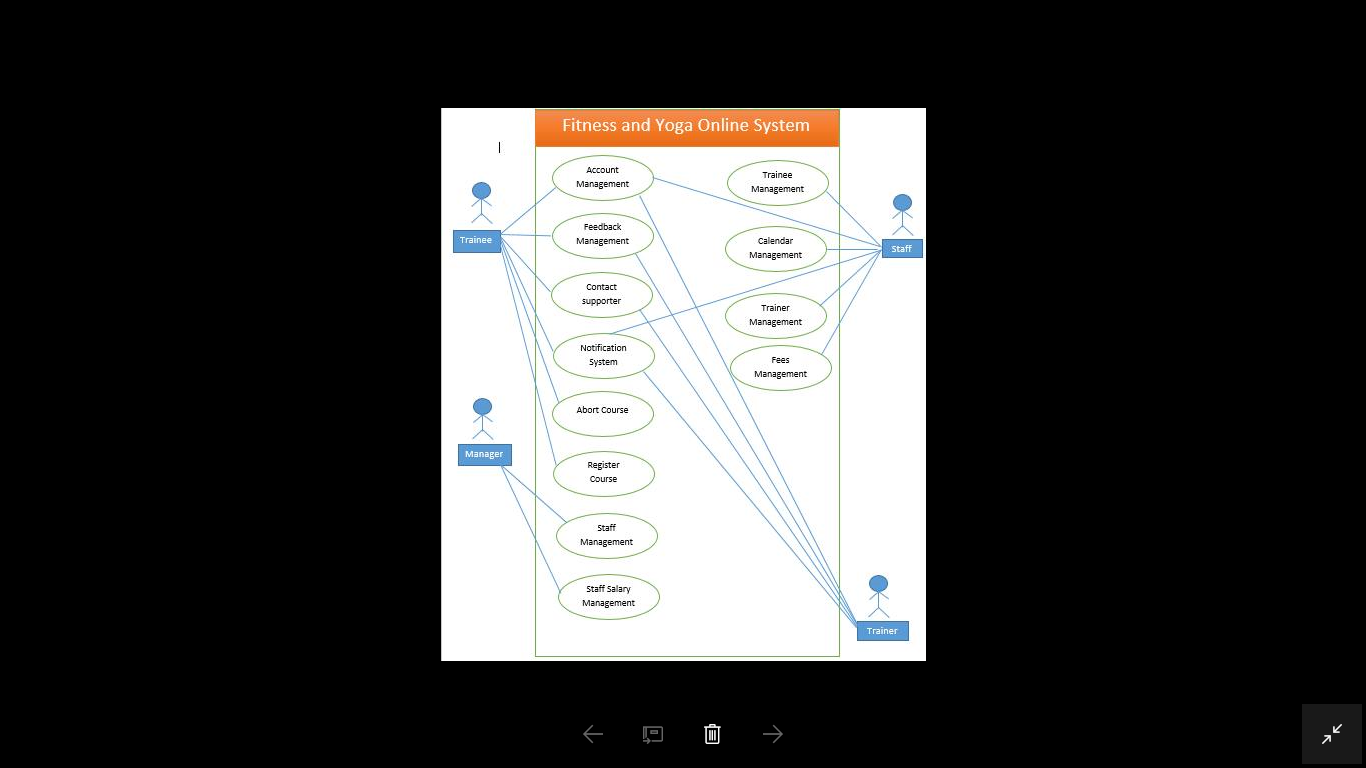 Fitness and Yoga Online System
Account
Management
Trainee
Management
Trainee
Feedback
Management
Calendar
Management
Staff
Contact
supporter
Trainer
Management
Notification
System
Fees
Management
Abort Course
Manager
Register
Course
Staff
Management
Staff Salary
Management
Trainer